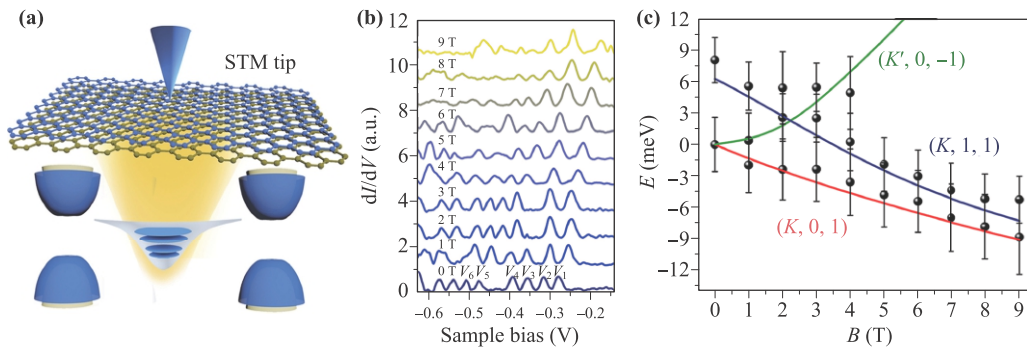 (a)
STM tip
(b)
dI/dV (a.u.)
12
10
8
6
4
2
0
9 T
8 T
7 T
6 T
5 T
4 T
3 T
2 T
1 T
0 T
V₆ V₅ V₄ V₃ V₂ V₁
−0.6 −0.5 −0.4 −0.3 −0.2
Sample bias (V)
(c)
E (meV)
12
9
6
3
0
−3
−6
−9
−12
(K′, 0, −1)
(K, 1, 1)
(K, 0, 1)
0 1 2 3 4 5 6 7 8 9
B (T)